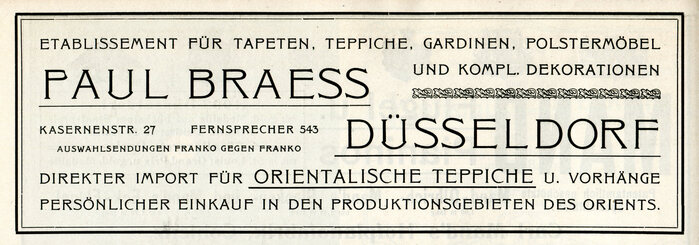 ETABLISSEMENT FÜR TAPETEN, TEPPICHE, GARDINEN, POLSTERMÖBEL
PAUL BRAESS
UND KOMPL. DEKORATIONEN
KASERNENSTR. 27 FERNSPRECHER 543
AUSWAHLSENDUNGEN FRANKO GEGEN FRANKO
DÜSSELDORF
DIREKTER IMPORT FÜR ORIENTALISCHE TEPPICHE U. VORHÄNGE
PERSÖNLICHER EINKAUF IN DEN PRODUKTIONSGEBIETEN DES ORIENTS.